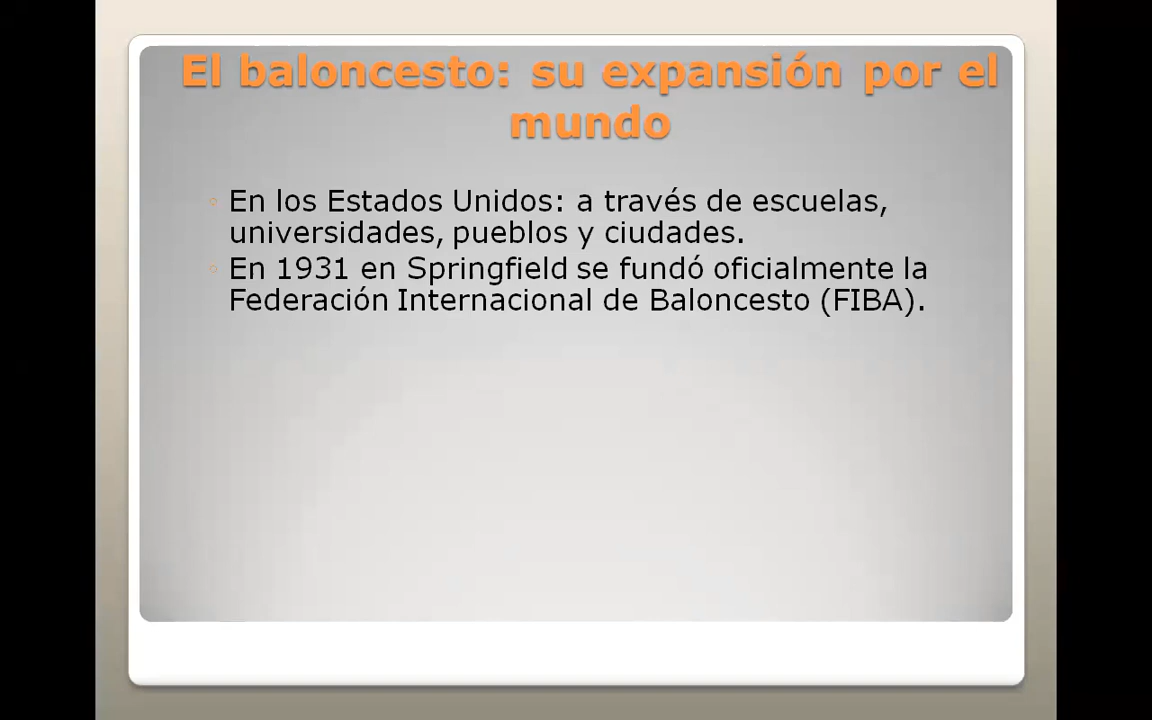 El baloncesto: su expansión por el
mundo
◦ En los Estados Unidos: a través de escuelas,
universidades, pueblos y ciudades.
◦ En 1931 en Springfield se fundó oficialmente la
Federación Internacional de Baloncesto (FIBA).